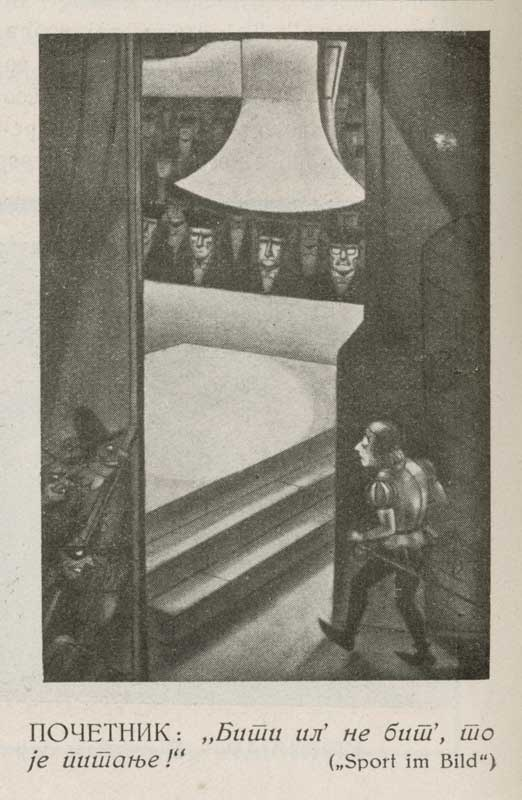 ПОЧЕТНИК: „Бити ил’ не бит’, то
је питање!“ („Sport im Bild“)